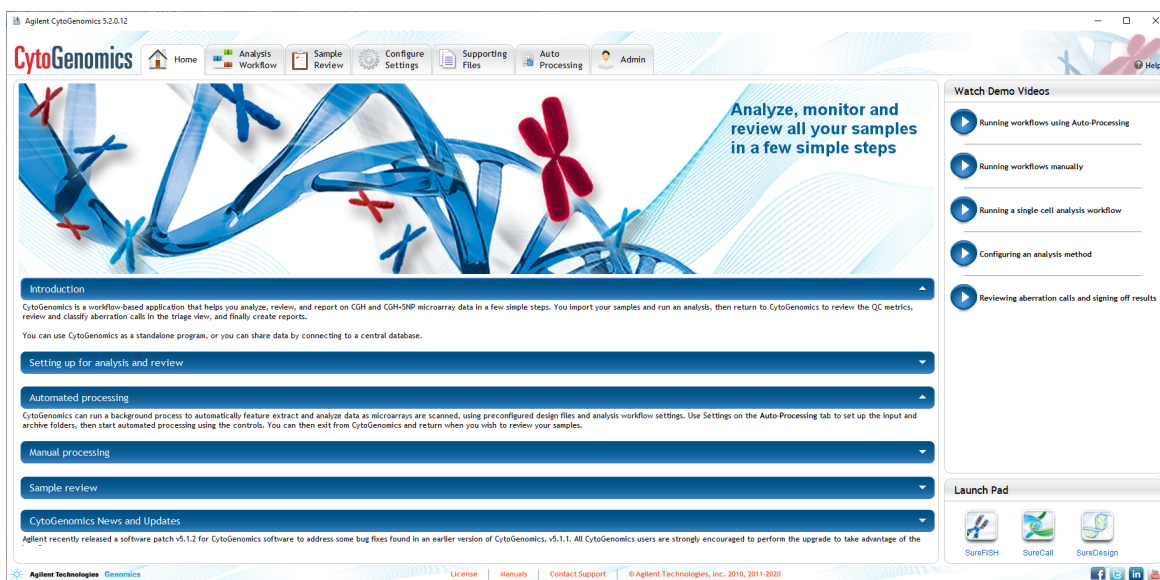 Agilent CytoGenomics 5.2.0.12
CytoGenomics
Home
Analysis
Workflow
Sample
Review
Configure
Settings
Supporting
Files
Auto
Processing
Admin
Help
Analyze, monitor and
review all your samples
in a few simple steps
Introduction
CytoGenomics is a workflow-based application that helps you analyze, review, and report on CGH and CGH+SNP microarray data in a few simple steps. You import your samples and run an analysis, then return to CytoGenomics to review the QC metrics,
review and classify aberration calls in the triage view, and finally create reports.
You can use CytoGenomics as a standalone program, or you can share data by connecting to a central database.
Setting up for analysis and review
Automated processing
CytoGenomics can run a background process to automatically feature extract and analyze data as microarrays are scanned, using preconfigured design files and analysis workflow settings. Use Settings on the Auto-Processing tab to set up the input and
archive folders, then start automated processing using the controls. You can then exit from CytoGenomics and return when you wish to review your samples.
Manual processing
Sample review
CytoGenomics News and Updates
Agilent recently released a software patch v5.1.2 for CytoGenomics software to address some bug fixes found in an earlier version of CytoGenomics, v5.1.1. All CytoGenomics users are strongly encouraged to perform the upgrade to take advantage of the
Watch Demo Videos
Running workflows using Auto-Processing
Running workflows manually
Running a single cell analysis workflow
Configuring an analysis method
Reviewing aberration calls and signing off results
Launch Pad
SureFISH
SureCall
SureDesign
Agilent Technologies Genomics
License | Manuals | Contact Support | © Agilent Technologies, Inc. 2010, 2011-2020